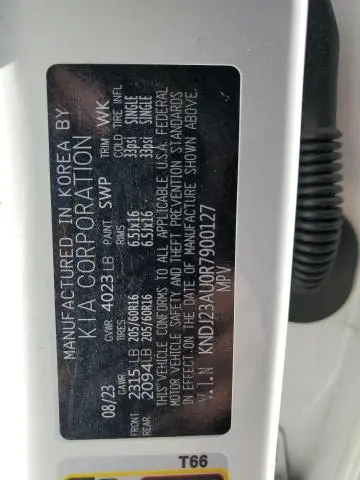 MANUFACTURED IN KOREA BY
KIA CORPORATION
08/23 GVWR 4023 LB PAINT SWP TRIM WK
GAWR TIRES RIMS COLD TIRE INFL
FRONT 2315 LB 205/60R16 6.5Jx16 33psi SINGLE
REAR 2094 LB 205/60R16 6.5Jx16 33psi SINGLE
THIS VEHICLE CONFORMS TO ALL APPLICABLE U.S.A. FEDERAL
MOTOR VEHICLE SAFETY AND THEFT PREVENTION STANDARDS
IN EFFECT ON THE DATE OF MANUFACTURE SHOWN ABOVE.
V.I.N KNDJ23AU0R7900127
MPV
T66